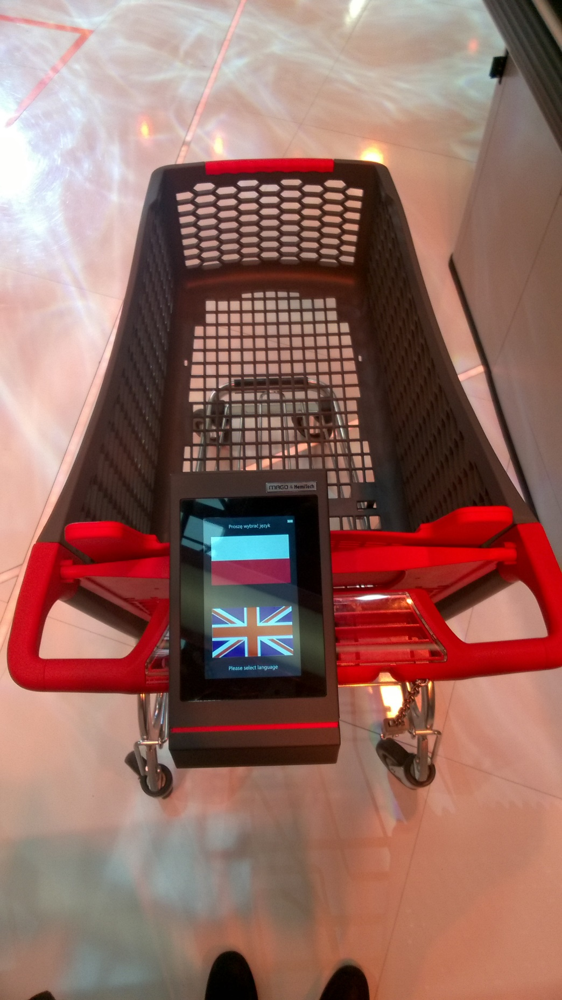 MAGO & HemiTech
Proszę wybrać język
Please select language